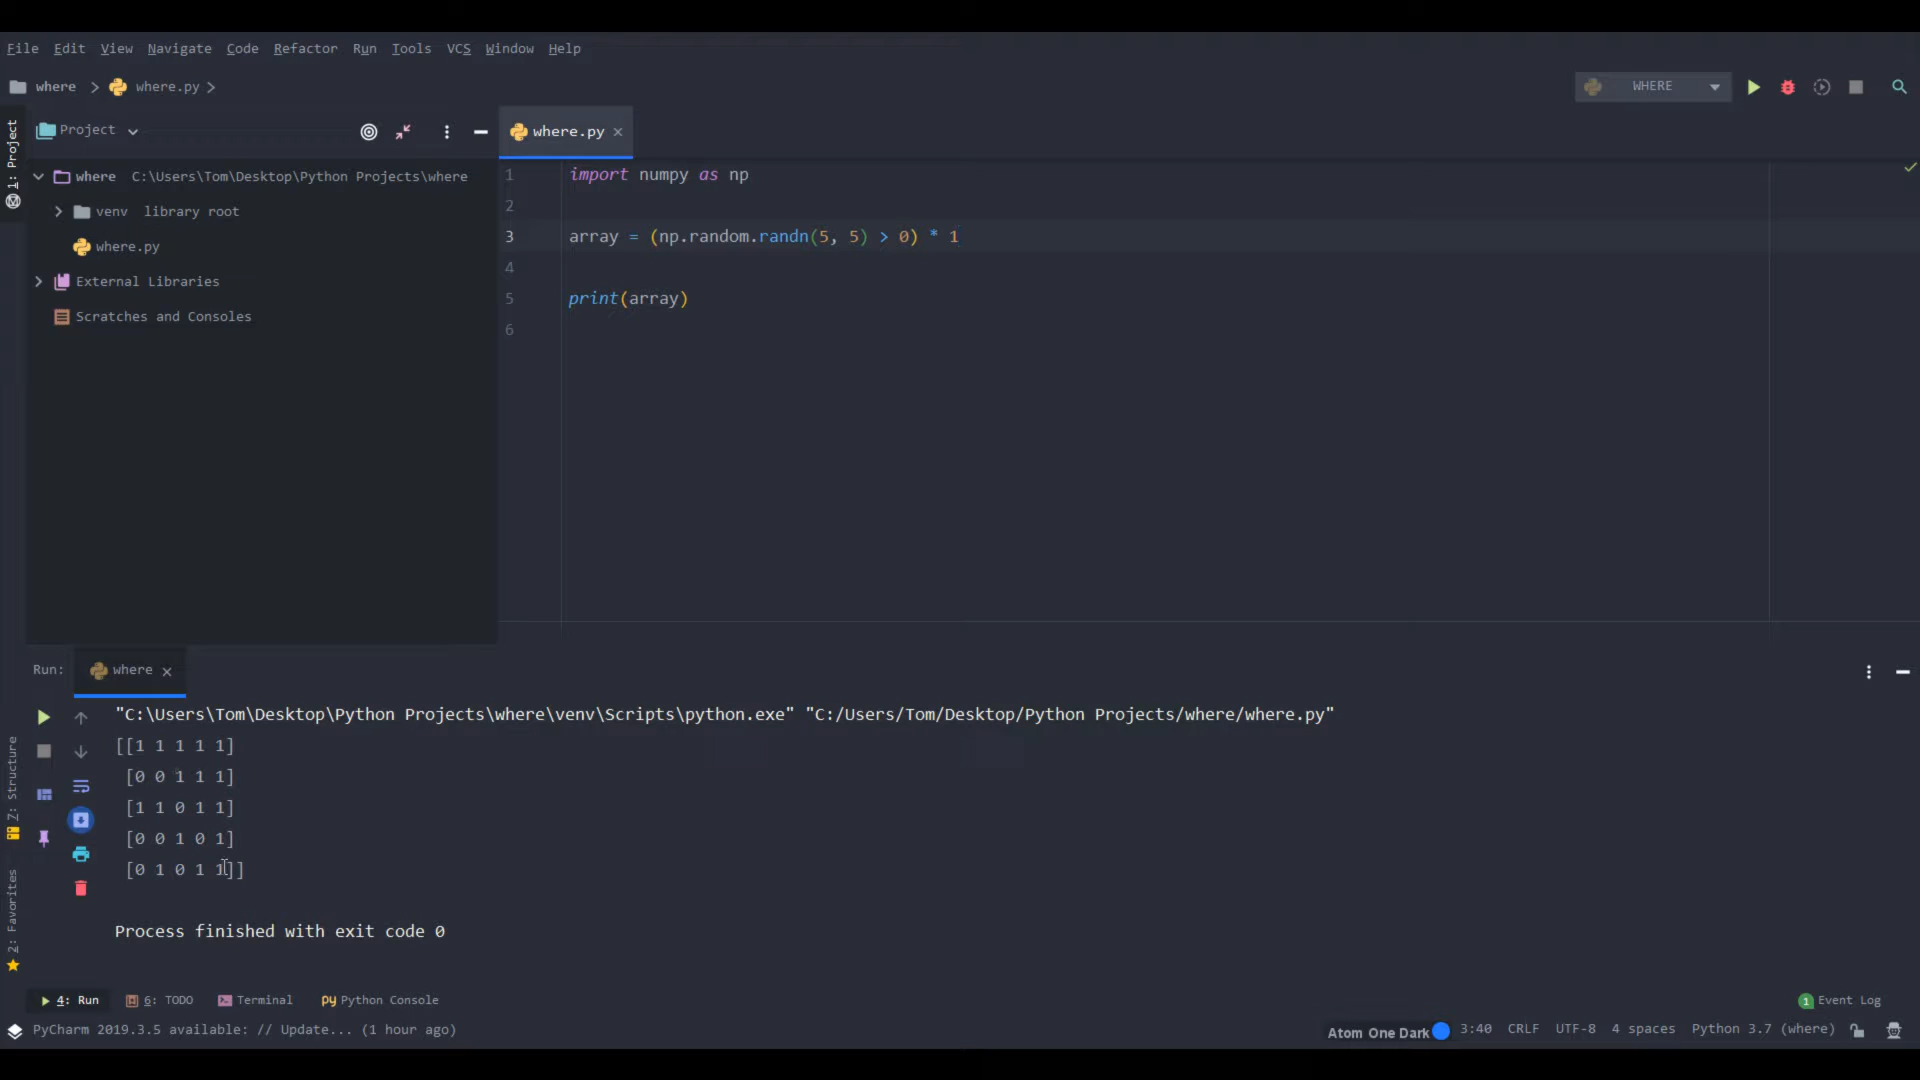 File Edit View Navigate Code Refactor Run Tools VCS Window Help
where where.py WHERE
1: Project
Project
where.py
where C:\Users\Tom\Desktop\Python Projects\where
venv library root
where.py
External Libraries
Scratches and Consoles
1 import numpy as np
2
3 array = (np.random.randn(5, 5) > 0) * 1
4
5 print(array)
6
Run: where
"C:\Users\Tom\Desktop\Python Projects\where\venv\Scripts\python.exe" "C:/Users/Tom/Desktop/Python Projects/where/where.py"
[[1 1 1 1 1]
[0 0 1 1 1]
[1 1 0 1 1]
[0 0 1 0 1]
[0 1 0 1 1]]
Process finished with exit code 0
Z: Structure
2: Favorites
4: Run 6: TODO Terminal Python Console 1 Event Log
PyCharm 2019.3.5 available: // Update... (1 hour ago) Atom One Dark 3:40 CRLF UTF-8 4 spaces Python 3.7 (where)